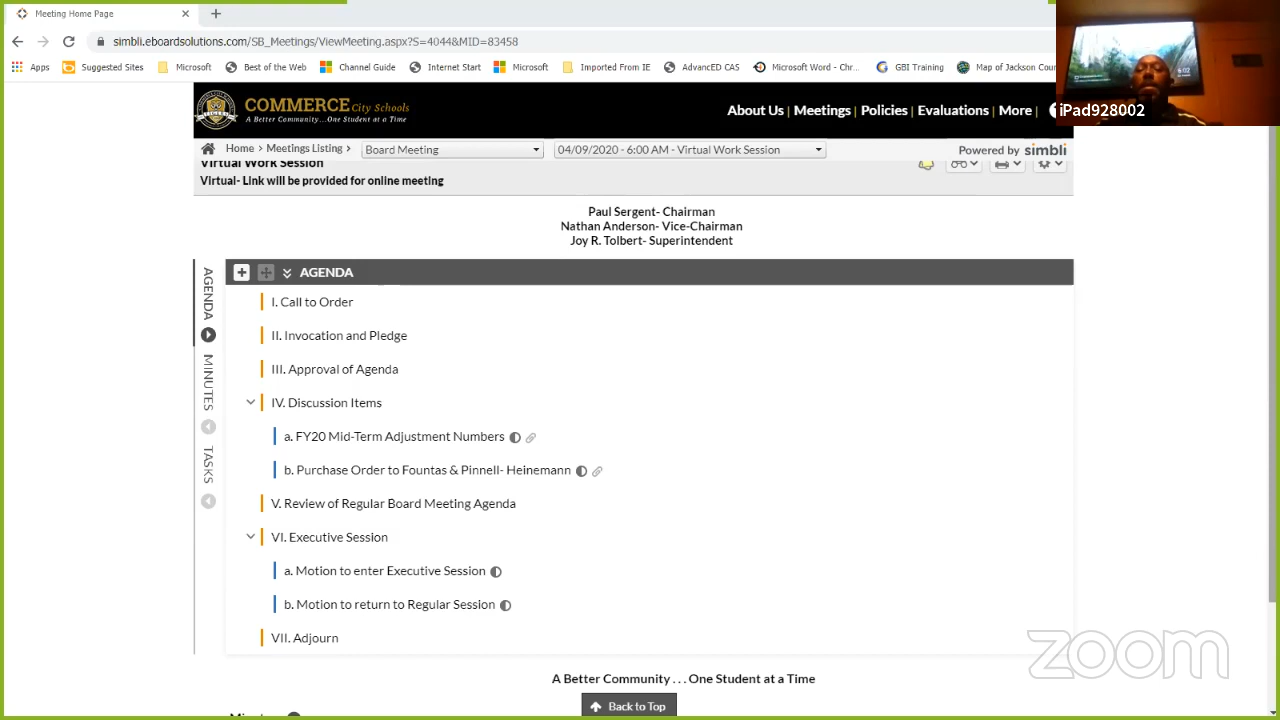 Meeting Home Page
simbli.eboardsolutions.com/SB_Meetings/ViewMeeting.aspx?S=4044&MID=83458
Apps Suggested Sites Microsoft Best of the Web Channel Guide Internet Start Microsoft Imported From IE AdvancED CAS Microsoft Word - Chr... GBI Training Map of Jackson Cou
iPad928002
COMMERCE City Schools
A Better Community...One Student at a Time
About Us | Meetings | Policies | Evaluations | More |
Home > Meetings Listing > Board Meeting 04/09/2020 - 6:00 AM - Virtual Work Session Powered by simbli
Virtual Work Session
Virtual- Link will be provided for online meeting
Paul Sergent- Chairman
Nathan Anderson- Vice-Chairman
Joy R. Tolbert- Superintendent
AGENDA
MINUTES
TASKS
AGENDA
I. Call to Order
II. Invocation and Pledge
III. Approval of Agenda
IV. Discussion Items
a. FY20 Mid-Term Adjustment Numbers
b. Purchase Order to Fountas & Pinnell- Heinemann
V. Review of Regular Board Meeting Agenda
VI. Executive Session
a. Motion to enter Executive Session
b. Motion to return to Regular Session
VII. Adjourn
zoom
A Better Community . . . One Student at a Time
Back to Top